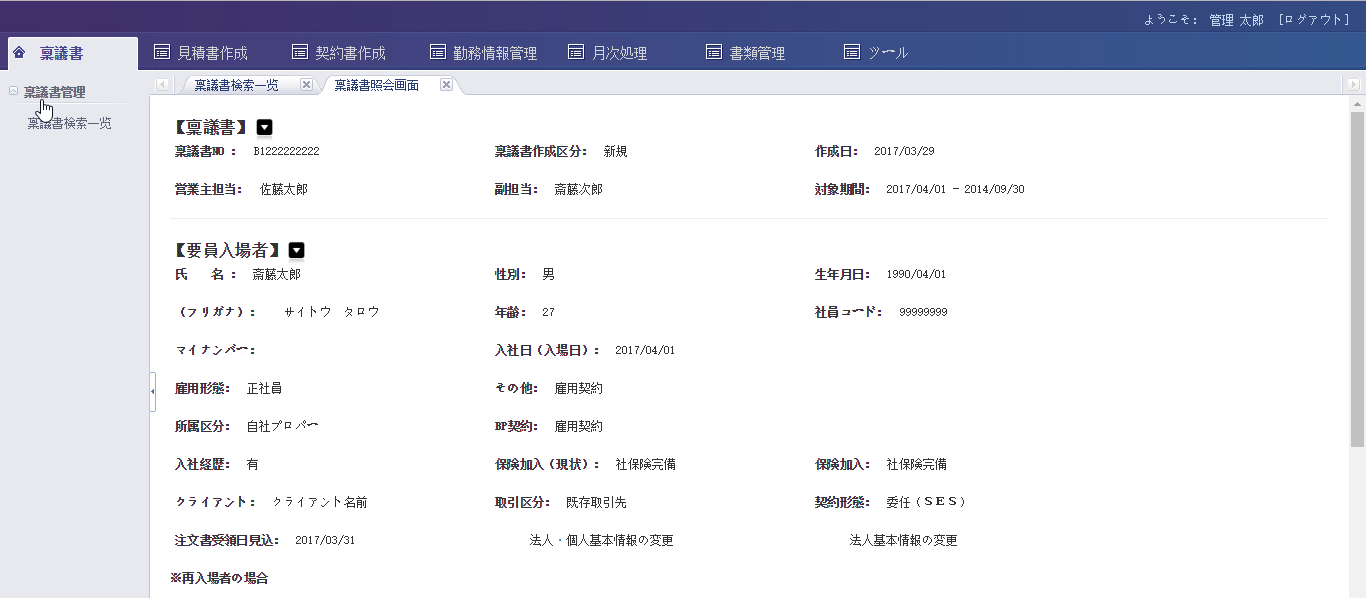 ようこそ: 管理 太郎 [ログアウト]
稟議書 見積書作成 契約書作成 勤務情報管理 月次処理 書類管理 ツール
稟議書管理
稟議書検索一覧
稟議書検索一覧 稟議書照会画面
【稟議書】
稟議書NO : B1222222222 稟議書作成区分: 新規 作成日: 2017/03/29
営業主担当: 佐藤太郎 副担当: 斎藤次郎 対象期間: 2017/04/01 - 2014/09/30
【要員入場者】
氏 名 : 斎藤太郎 性別: 男 生年月日: 1990/04/01
(フリガナ) : サイトウ タロウ 年齢: 27 社員コード: 99999999
マイナンバー: 入社日(入場日) : 2017/04/01
雇用形態: 正社員 その他: 雇用契約
所属区分: 自社プロパー BP契約: 雇用契約
入社経歴: 有 保険加入(現状) : 社保険完備 保険加入: 社保険完備
クライアント: クライアント名前 取引区分: 既存取引先 契約形態: 委任(SES)
注文書受領日見込: 2017/03/31 法人・個人基本情報の変更 法人基本情報の変更
※再入場者の場合